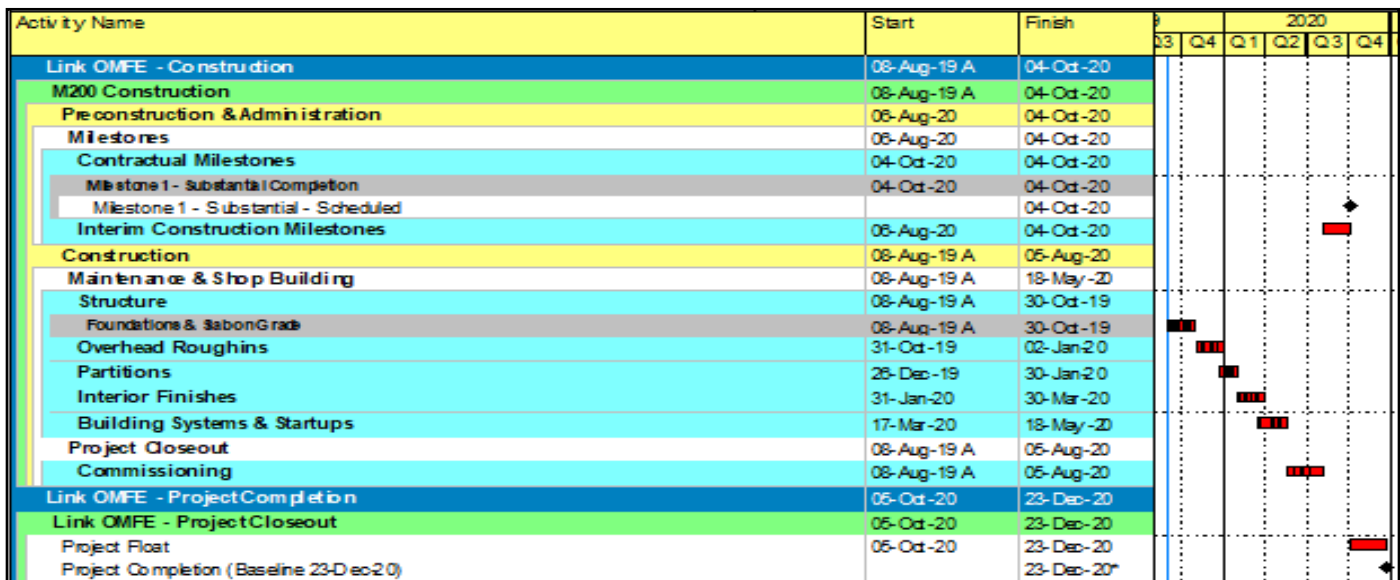 Activity Name Start Finish 9 2020
Q3 Q4 Q1 Q2 Q3 Q4
Link OMFE - Construction 08-Aug-19 A 04-Oct-20
M200 Construction 08-Aug-19 A 04-Oct-20
Preconstruction & Administration 06-Aug-20 04-Oct-20
Milestones 06-Aug-20 04-Oct-20
Contractual Milestones 04-Oct-20 04-Oct-20
Milestone 1 - Substantial Completion 04-Oct-20 04-Oct-20
Milestone 1 - Substantial - Scheduled 04-Oct-20
Interim Construction Milestones 06-Aug-20 04-Oct-20
Construction 08-Aug-19 A 05-Aug-20
Maintenance & Shop Building 08-Aug-19 A 18-May-20
Structure 08-Aug-19 A 30-Oct-19
Foundations & Slab on Grade 08-Aug-19 A 30-Oct-19
Overhead Roughins 31-Oct-19 02-Jan-20
Partitions 26-Dec-19 30-Jan-20
Interior Finishes 31-Jan-20 30-Mar-20
Building Systems & Startups 17-Mar-20 18-May-20
Project Closeout 08-Aug-19 A 05-Aug-20
Commissioning 08-Aug-19 A 05-Aug-20
Link OMFE - Project Completion 05-Oct-20 23-Dec-20
Link OMFE - Project Closeout 05-Oct-20 23-Dec-20
Project Float 05-Oct-20 23-Dec-20
Project Completion (Baseline 23-Dec-20) 23-Dec-20*